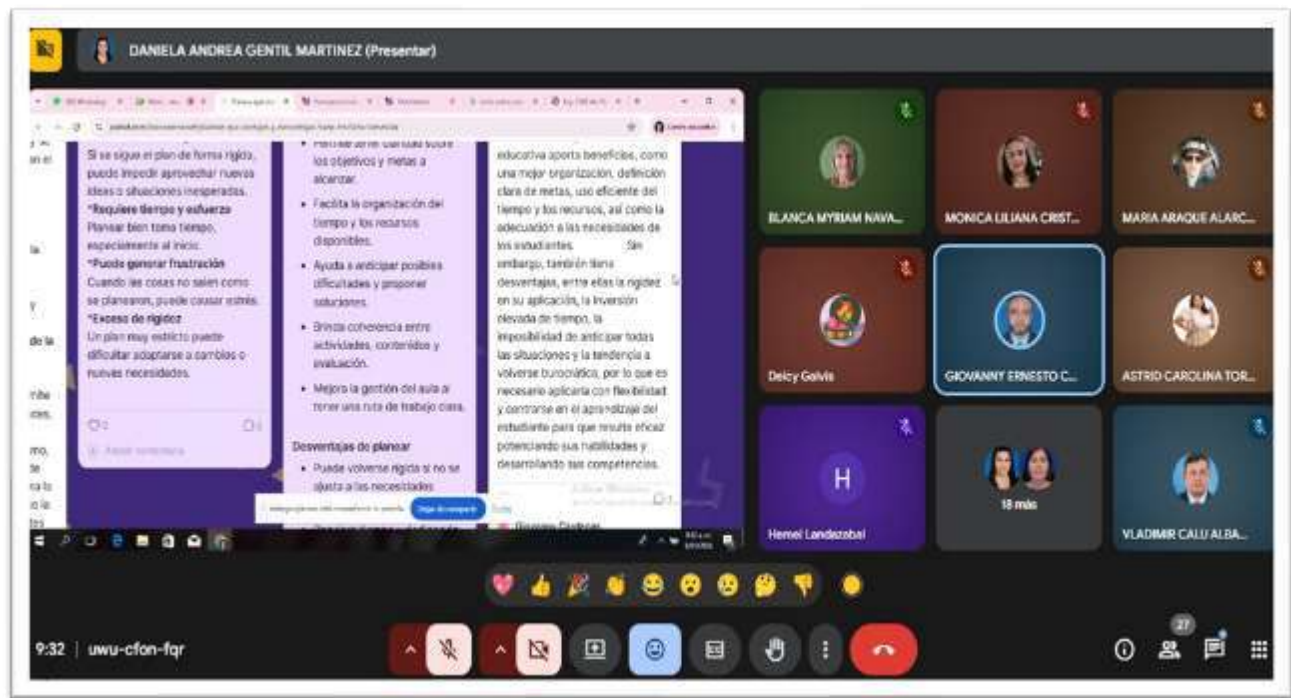 DANIELA ANDREA GENTIL MARTINEZ (Presentar)
Si se sigue el plan de forma rígida,
puede impedir aprovechar nuevas
ideas o situaciones inesperadas.
*Requiere tiempo y esfuerzo
Planear bien toma tiempo,
especialmente al inicio.
*Puede generar frustración
Cuando las cosas no salen como
se planearon, puede causar estrés.
*Exceso de rigidez
Un plan muy estricto puede
dificultar adaptarse a cambios o
nuevas necesidades.
los objetivos y metas a
alcanzar.
• Facilita la organización del
tiempo y los recursos
disponibles.
• Ayuda a anticipar posibles
dificultades y proponer
soluciones.
• Brinda coherencia entre
actividades, contenidos y
evaluación.
• Mejora la gestión del aula al
tener una ruta de trabajo clara.
Desventajas de planear
• Puede volverse rígida si no se
ajusta a las necesidades
educativa aporta beneficios, como
una mejor organización, definición
clara de metas, uso eficiente del
tiempo y los recursos, así como la
adecuación a las necesidades de
los estudiantes. Sin
embargo, también tiene
desventajas, entre ellas la rigidez
en su aplicación, la inversión
elevada de tiempo, la
imposibilidad de anticipar todas
las situaciones y la tendencia a
volverse burocrática, por lo que es
necesario aplicarla con flexibilidad
y centrarse en el aprendizaje del
estudiante para que resulte eficaz
potenciando sus habilidades y
desarrollando sus competencias.
Dejar de compartir
BLANCA MYRIAM NAVA...
MONICA LILIANA CRIST...
MARIA ARAQUE ALARC...
Deicy Galvis
GIOVANNY ERNESTO C...
ASTRID CAROLINA TOR...
H
Hemel Landazabal
18 más
VLADIMIR CALU ALBA...
9:32 | uwu-cfon-fqr
27